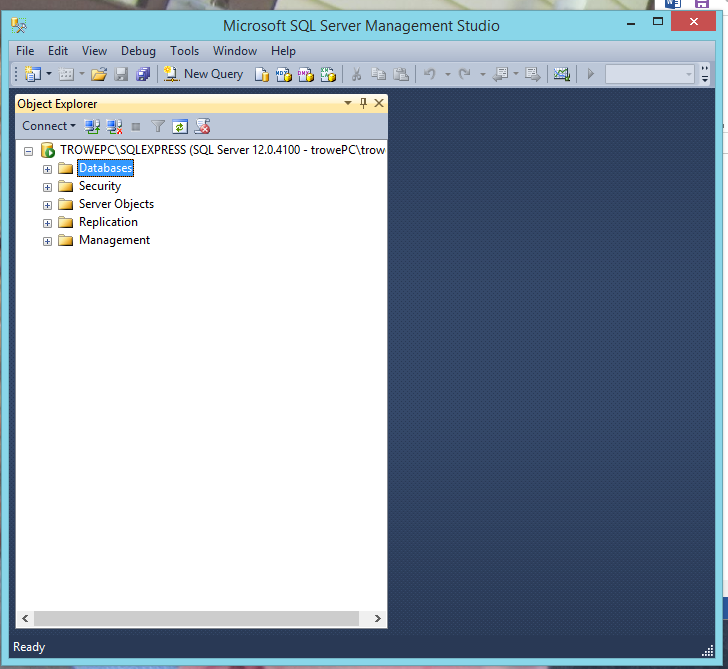 Microsoft SQL Server Management Studio
File Edit View Debug Tools Window Help
New Query
Object Explorer
Connect
TROWEPC\SQLEXPRESS (SQL Server 12.0.4100 - trowePC\trow
Databases
Security
Server Objects
Replication
Management
Ready